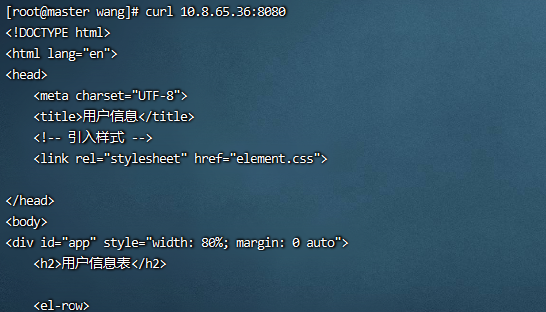 [root@master wang]# curl 10.8.65.36:8080
<!DOCTYPE html>
<html lang="en">
<head>
    <meta charset="UTF-8">
    <title>用户信息</title>
    <!-- 引入样式 -->
    <link rel="stylesheet" href="element.css">

</head>
<body>
<div id="app" style="width: 80%; margin: 0 auto">
    <h2>用户信息表</h2>

    <el-row>